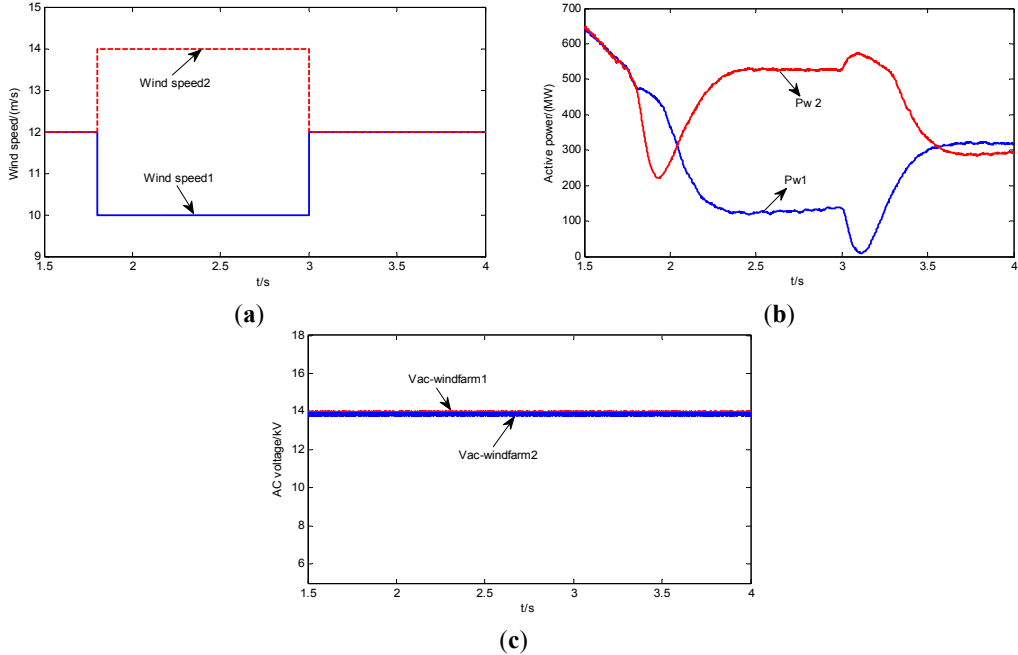 15
14
13
12
11
10
9
Wind speed/(m/s)
Wind speed2
Wind speed1
1.5 2 2.5 3 3.5 4
t/s
(a)
700
600
500
400
300
200
100
0
Active power/(MW)
Pw 2
Pw1
1.5 2 2.5 3 3.5 4
t/s
(b)
18
16
14
12
10
8
6
AC voltage/kV
Vac-windfarm1
Vac-windfarm2
1.5 2 2.5 3 3.5 4
t/s
(c)